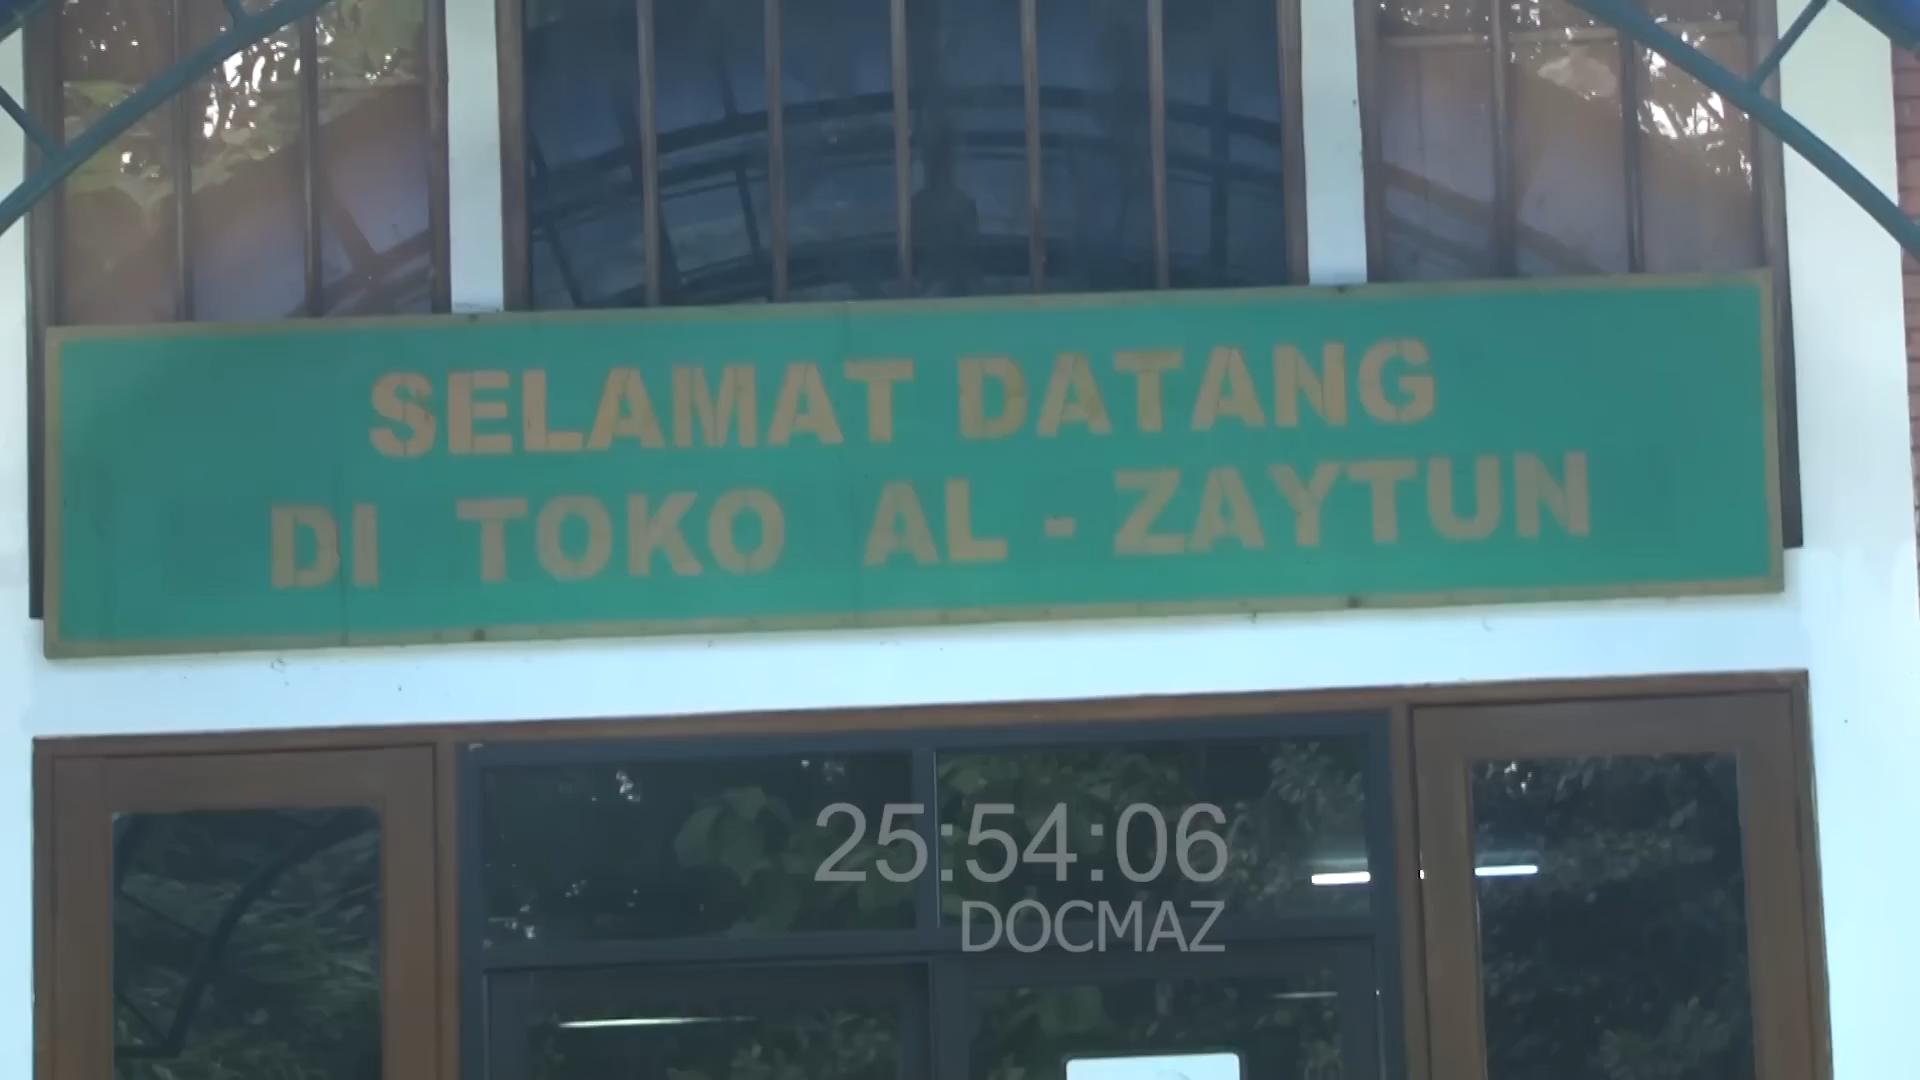 SELAMAT DATANG
DI TOKO AL - ZAYTUN
25:54:06
DOCMAZ